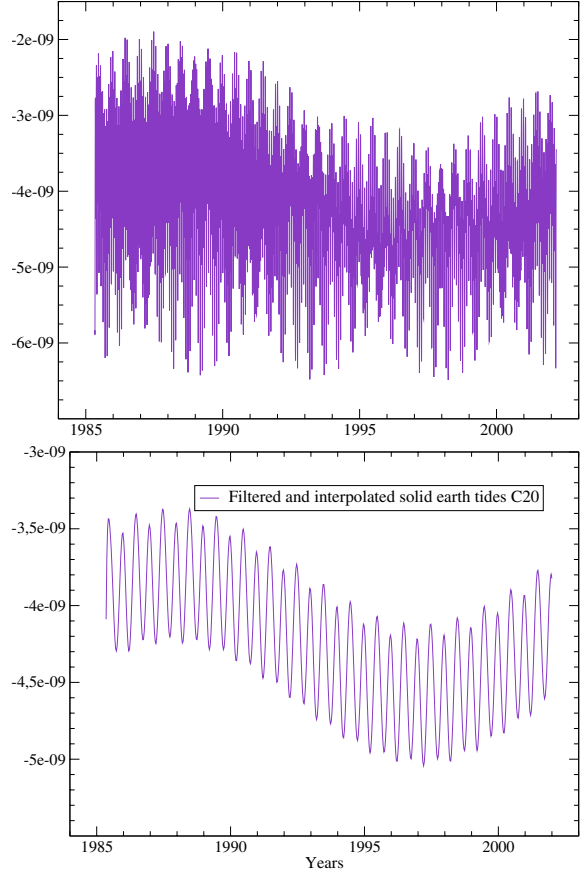 -2e-09
-3e-09
-4e-09
-5e-09
-6e-09
1985 1990 1995 2000
-3e-09
Filtered and interpolated solid earth tides C20
-3,5e-09
-4e-09
-4,5e-09
-5e-09
1985 1990 1995 2000
Years